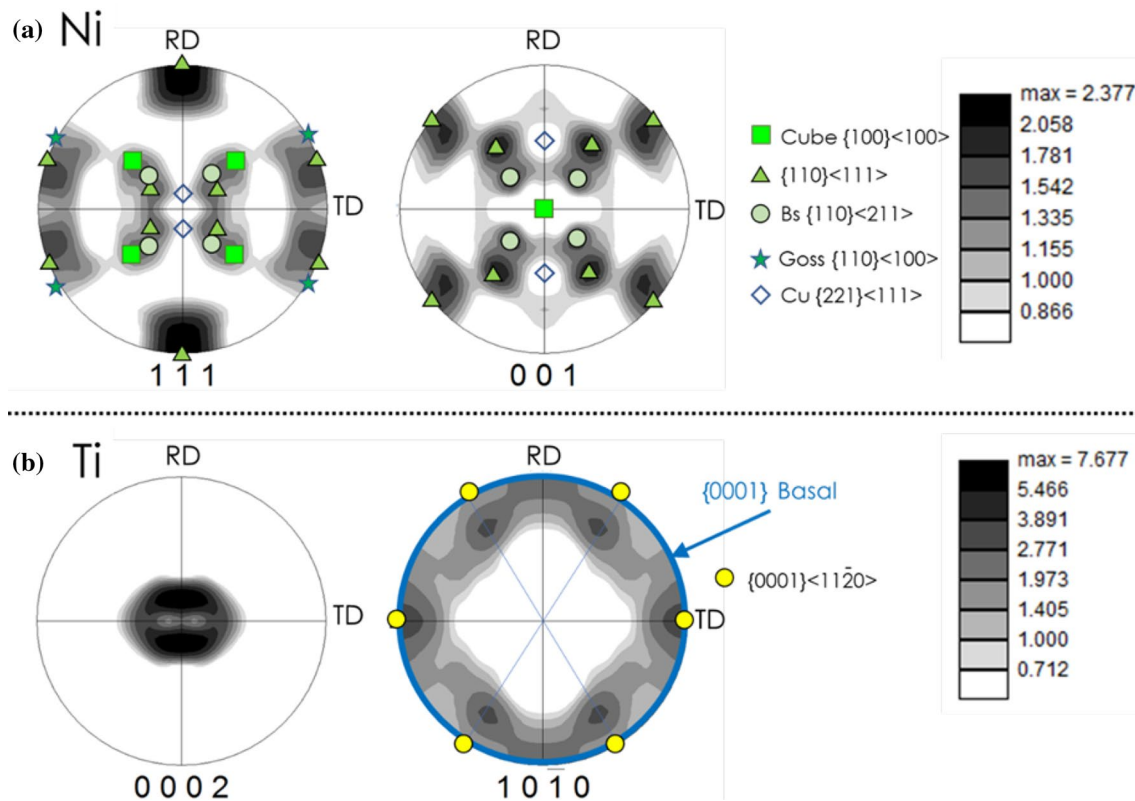 (a) Ni
RD
TD
1 1 1
RD
TD
0 0 1
Cube {100}<100>
{110}<111>
Bs {110}<211>
Goss {110}<100>
Cu {221}<111>
max = 2.377
2.058
1.781
1.542
1.335
1.155
1.000
0.866
(b) Ti
RD
TD
0 0 0 2
RD
TD
1 0 1̅ 0
{0001} Basal
{0001}<112̅0>
max = 7.677
5.466
3.891
2.771
1.973
1.405
1.000
0.712